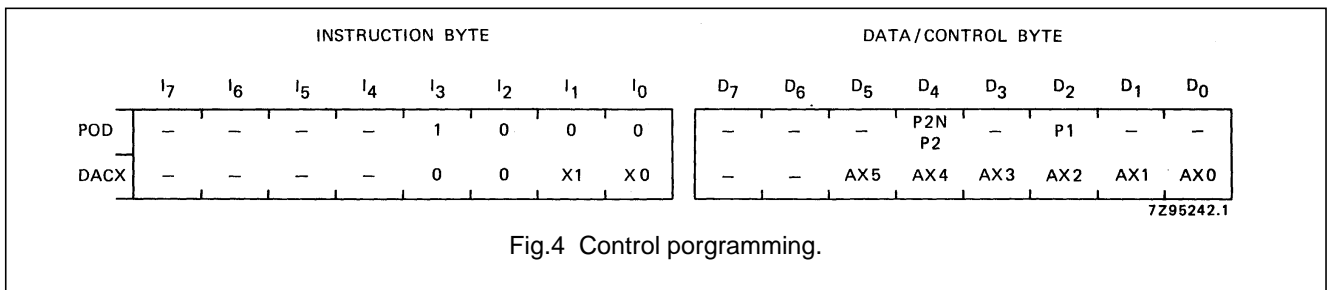 INSTRUCTION BYTE DATA/CONTROL BYTE
I7 I6 I5 I4 I3 I2 I1 I0 D7 D6 D5 D4 D3 D2 D1 D0
POD – – – – 1 0 0 0 – – – P2N P2 – P1 – –
DACX – – – – 0 0 X1 X0 – – AX5 AX4 AX3 AX2 AX1 AX0
7Z95242.1
Fig.4 Control porgramming.